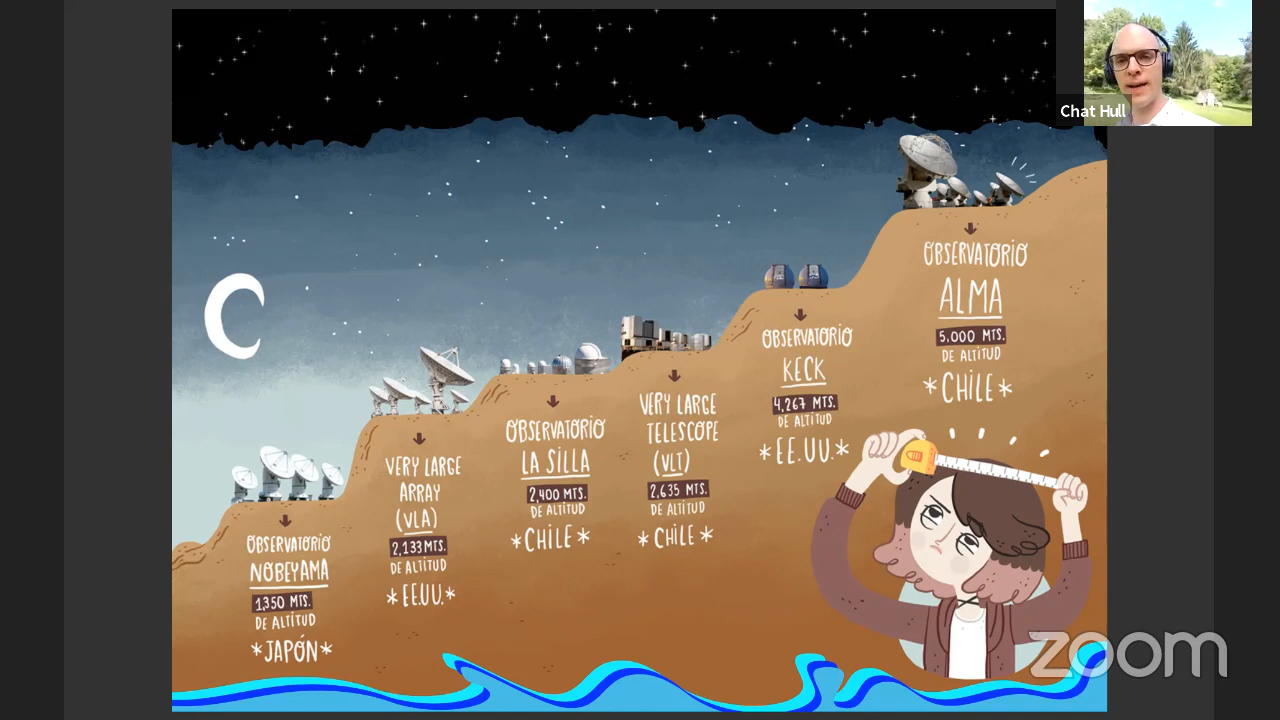 Chat Hull
OBSERVATORIO
NOBEYAMA
1,350 MTS.
DE ALTITUD
*JAPÓN*
VERY LARGE
ARRAY
(VLA)
2,133 MTS.
DE ALTITUD
*EE.UU.*
OBSERVATORIO
LA SILLA
2,400 MTS.
DE ALTITUD
*CHILE*
VERY LARGE
TELESCOPE
(VLT)
2,635 MTS.
DE ALTITUD
*CHILE*
OBSERVATORIO
KECK
4,267 MTS.
DE ALTITUD
*EE.UU.*
OBSERVATORIO
ALMA
5,000 MTS.
DE ALTITUD
*CHILE*
zoom